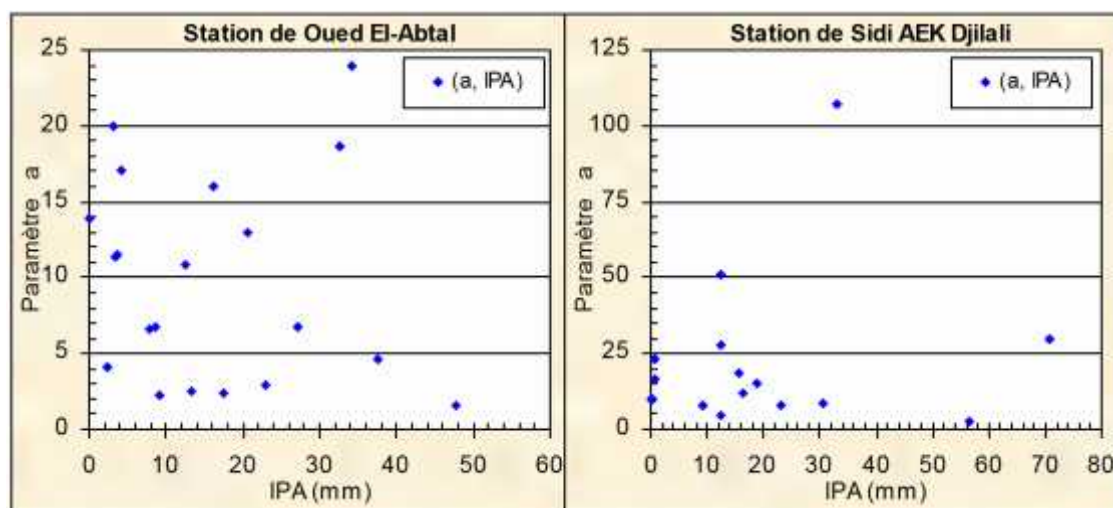 Station de Oued El-Abtal
(a, IPA)
Paramètre a
25
20
15
10
5
0
0 10 20 30 40 50 60
IPA (mm)
Station de Sidi AEK Djilali
(a, IPA)
Paramètre a
125
100
75
50
25
0
0 10 20 30 40 50 60 70 80
IPA (mm)